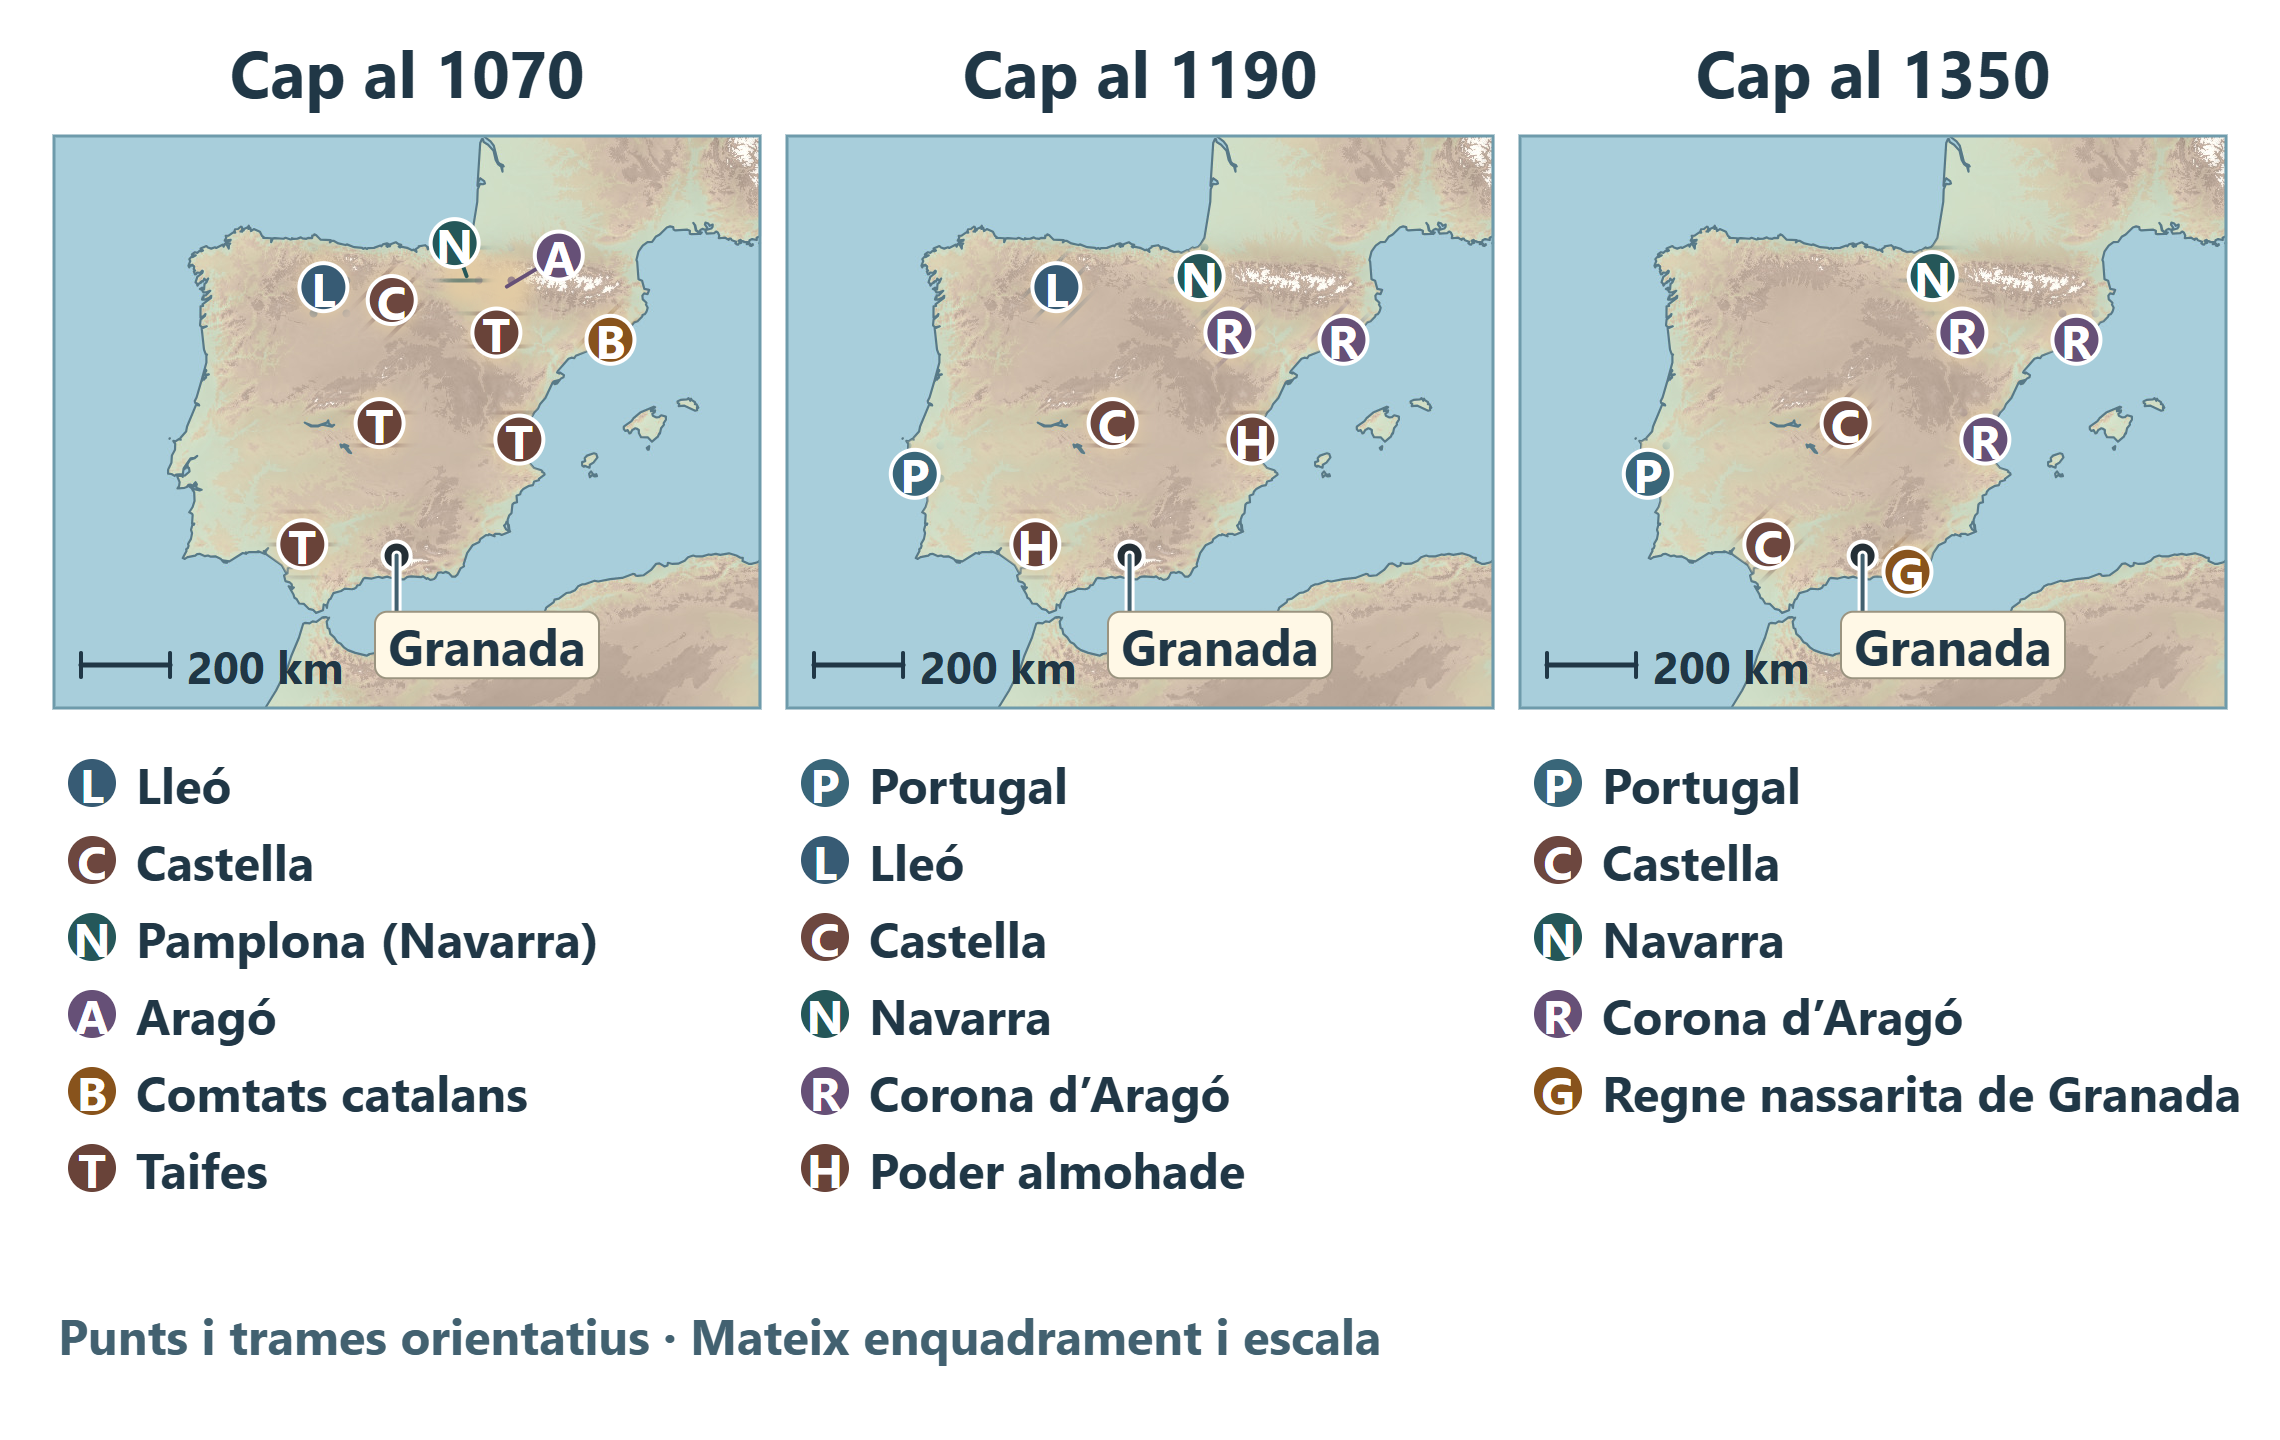 Cap al 1070
N
A
L
C
T
B
T
T
T
Granada
200 km
L Lleó
C Castella
N Pamplona (Navarra)
A Aragó
B Comtats catalans
T Taifes
Cap al 1190
L
N
R
R
C
H
P
H
Granada
200 km
P Portugal
L Lleó
C Castella
N Navarra
R Corona d’Aragó
H Poder almohade
Cap al 1350
N
R
R
C
R
P
C
G
Granada
200 km
P Portugal
C Castella
N Navarra
R Corona d’Aragó
G Regne nassarita de Granada
Punts i trames orientatius · Mateix enquadrament i escala